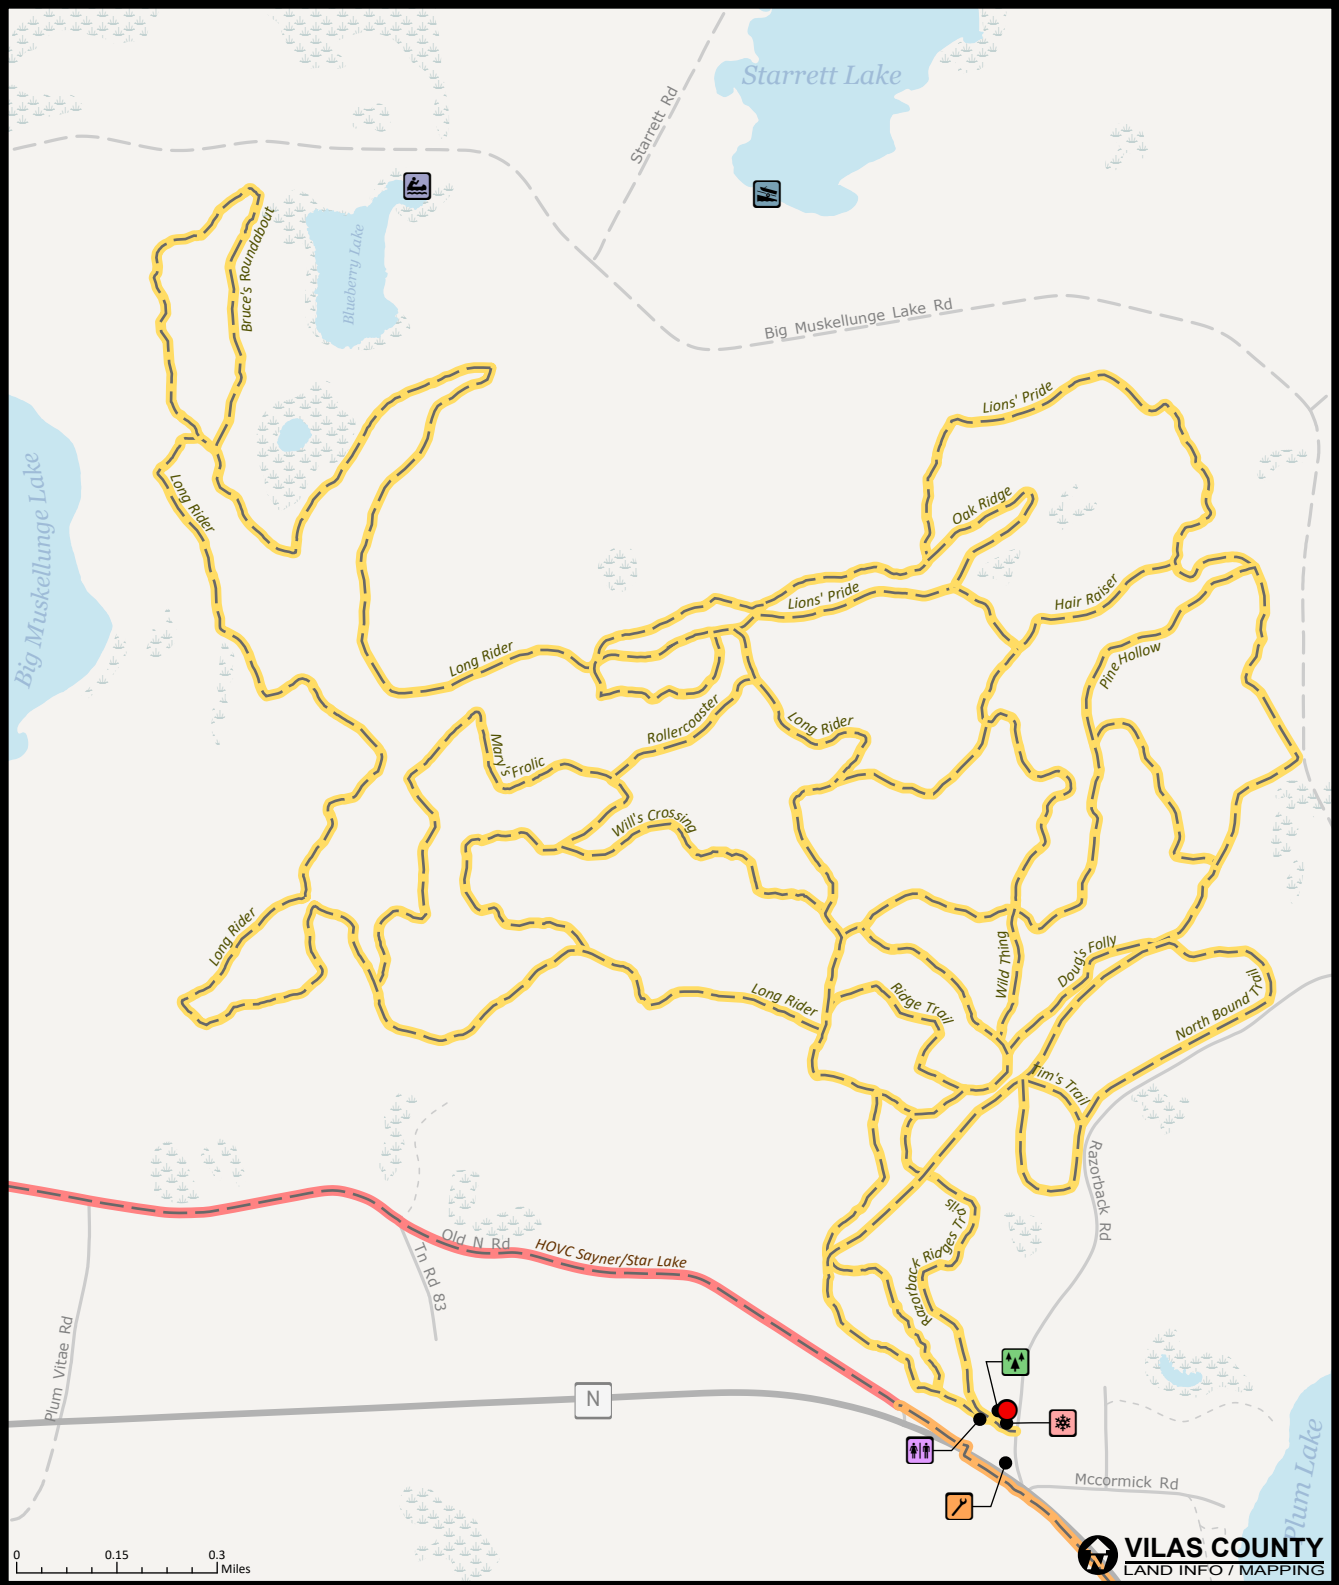 Starrett Lake
Starrett Rd
Bruce's Roundabout
Blueberry Lake
Big Muskellunge Lake Rd
Lions' Pride
Big Muskellunge Lake
Long Rider
Oak Ridge
Lions' Pride
Hair Raiser
Long Rider
Pine Hollow
Rollercoaster
Long Rider
Mary's Frolic
Will's Crossing
Long Rider
Wild Thing
Doug's Folly
Long Rider
Ridge Trail
North Bound Trail
Tim's Trail
Razorback Rd
Razorback Ridges Trails
Old N Rd
HOVC Sayner/Star Lake
Tn Rd 83
Plum Vitae Rd
N
Mccormick Rd
Plum Lake
0 0.15 0.3
Miles
N
VILAS COUNTY
LAND INFO / MAPPING